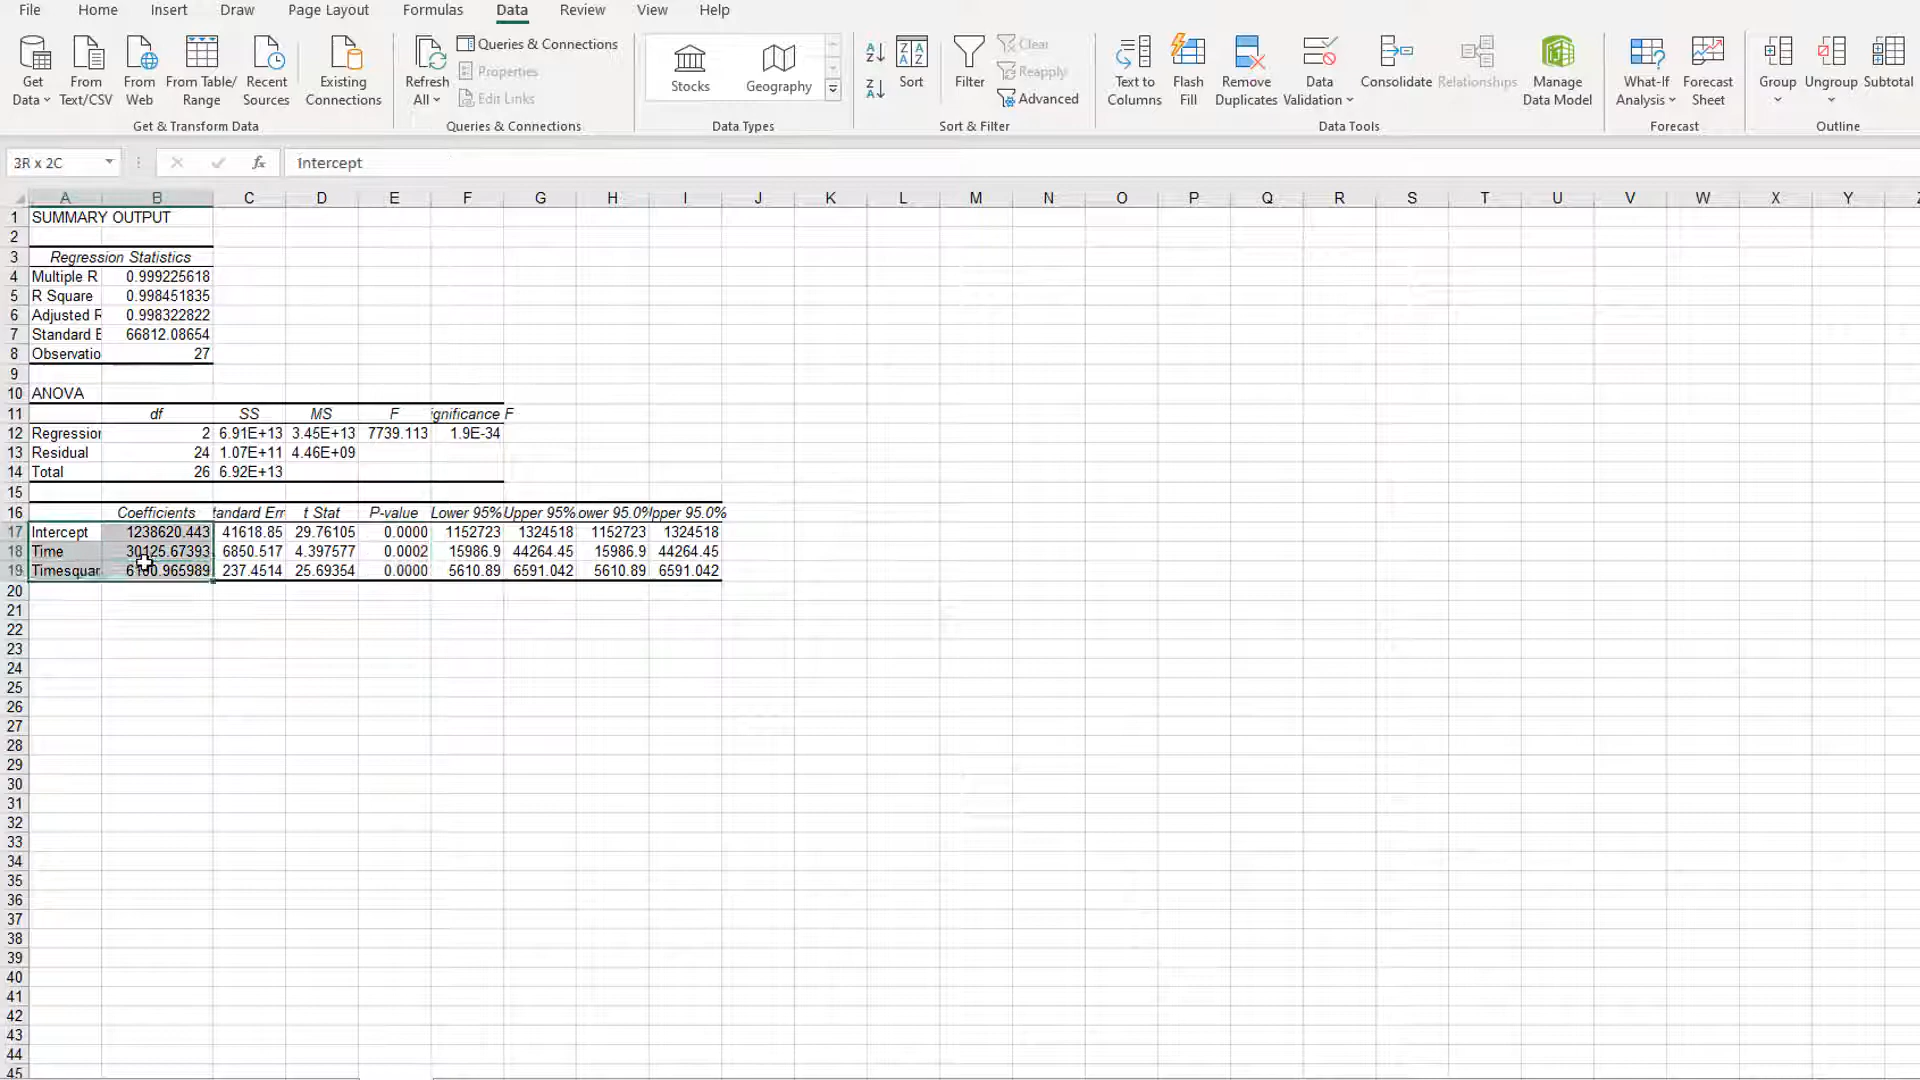 File Home Insert Draw Page Layout Formulas Data Review View Help
Get Data From Text/CSV From Web From Table/ Range Recent Sources Existing Connections
Get & Transform Data
Refresh All Queries & Connections Properties Edit Links
Queries & Connections
Stocks Geography
Data Types
Sort Filter Clear Reapply Advanced
Sort & Filter
Text to Columns Flash Fill Remove Duplicates Data Validation Consolidate Relationships Manage Data Model
Data Tools
What-If Analysis Forecast Sheet
Forecast
Group Ungroup Subtotal
Outline
3R x 2C fx Intercept
A B C D E F G H I J K L M N O P Q R S T U V W X Y
1 SUMMARY OUTPUT
2
3 Regression Statistics
4 Multiple R 0.999225618
5 R Square 0.998451835
6 Adjusted R 0.998322822
7 Standard E 66812.08654
8 Observatio 27
9
10 ANOVA
11 df SS MS F ignificance F
12 Regression 2 6.91E+13 3.45E+13 7739.113 1.9E-34
13 Residual 24 1.07E+11 4.46E+09
14 Total 26 6.92E+13
15
16 Coefficients tandard Err t Stat P-value Lower 95% Upper 95% ower 95.0% pper 95.0%
17 Intercept 1238620.443 41618.85 29.76105 0.0000 1152723 1324518 1152723 1324518
18 Time 30125.67393 6850.517 4.397577 0.0002 15986.9 44264.45 15986.9 44264.45
19 Timesquar 237.4514 25.69354 0.0000 5610.89 6591.042 5610.89 6591.042
20
21
22
23
24
25
26
27
28
29
30
31
32
33
34
35
36
37
38
39
40
41
42
43
44
45